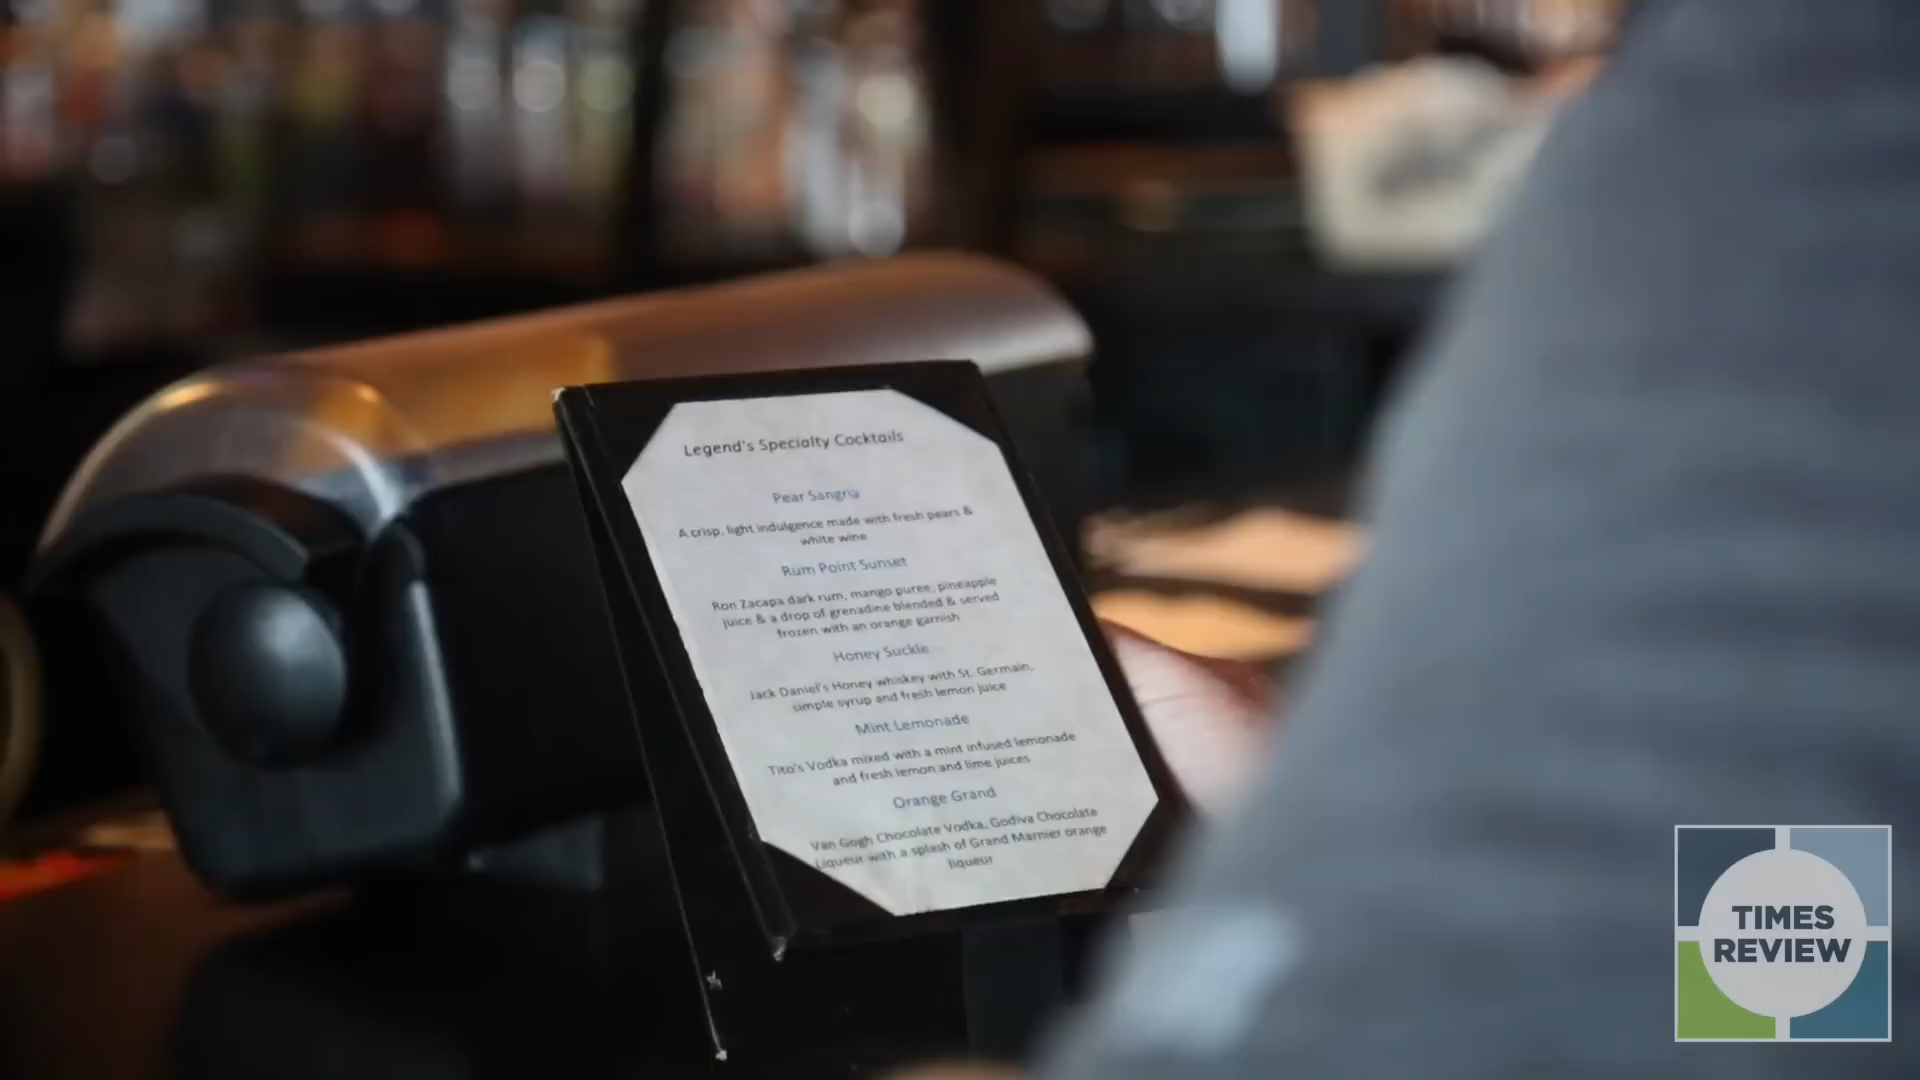 Legend's Specialty Cocktails
Pear Sangria
A crisp, light indulgence made with fresh pears &
white wine
Rum Point Sunset
Ron Zacapa dark rum, mango puree, pineapple
juice & a drop of grenadine blended & served
frozen with an orange garnish
Honey Suckle
Jack Daniel's Honey whiskey with St. Germain,
simple syrup and fresh lemon juice
Mint Lemonade
Tito's Vodka mixed with a mint infused lemonade
and fresh lemon and lime juices
Orange Grand
Van Gogh Chocolate Vodka, Godiva Chocolate
Liqueur with a splash of Grand Marnier orange
liqueur
TIMES
REVIEW